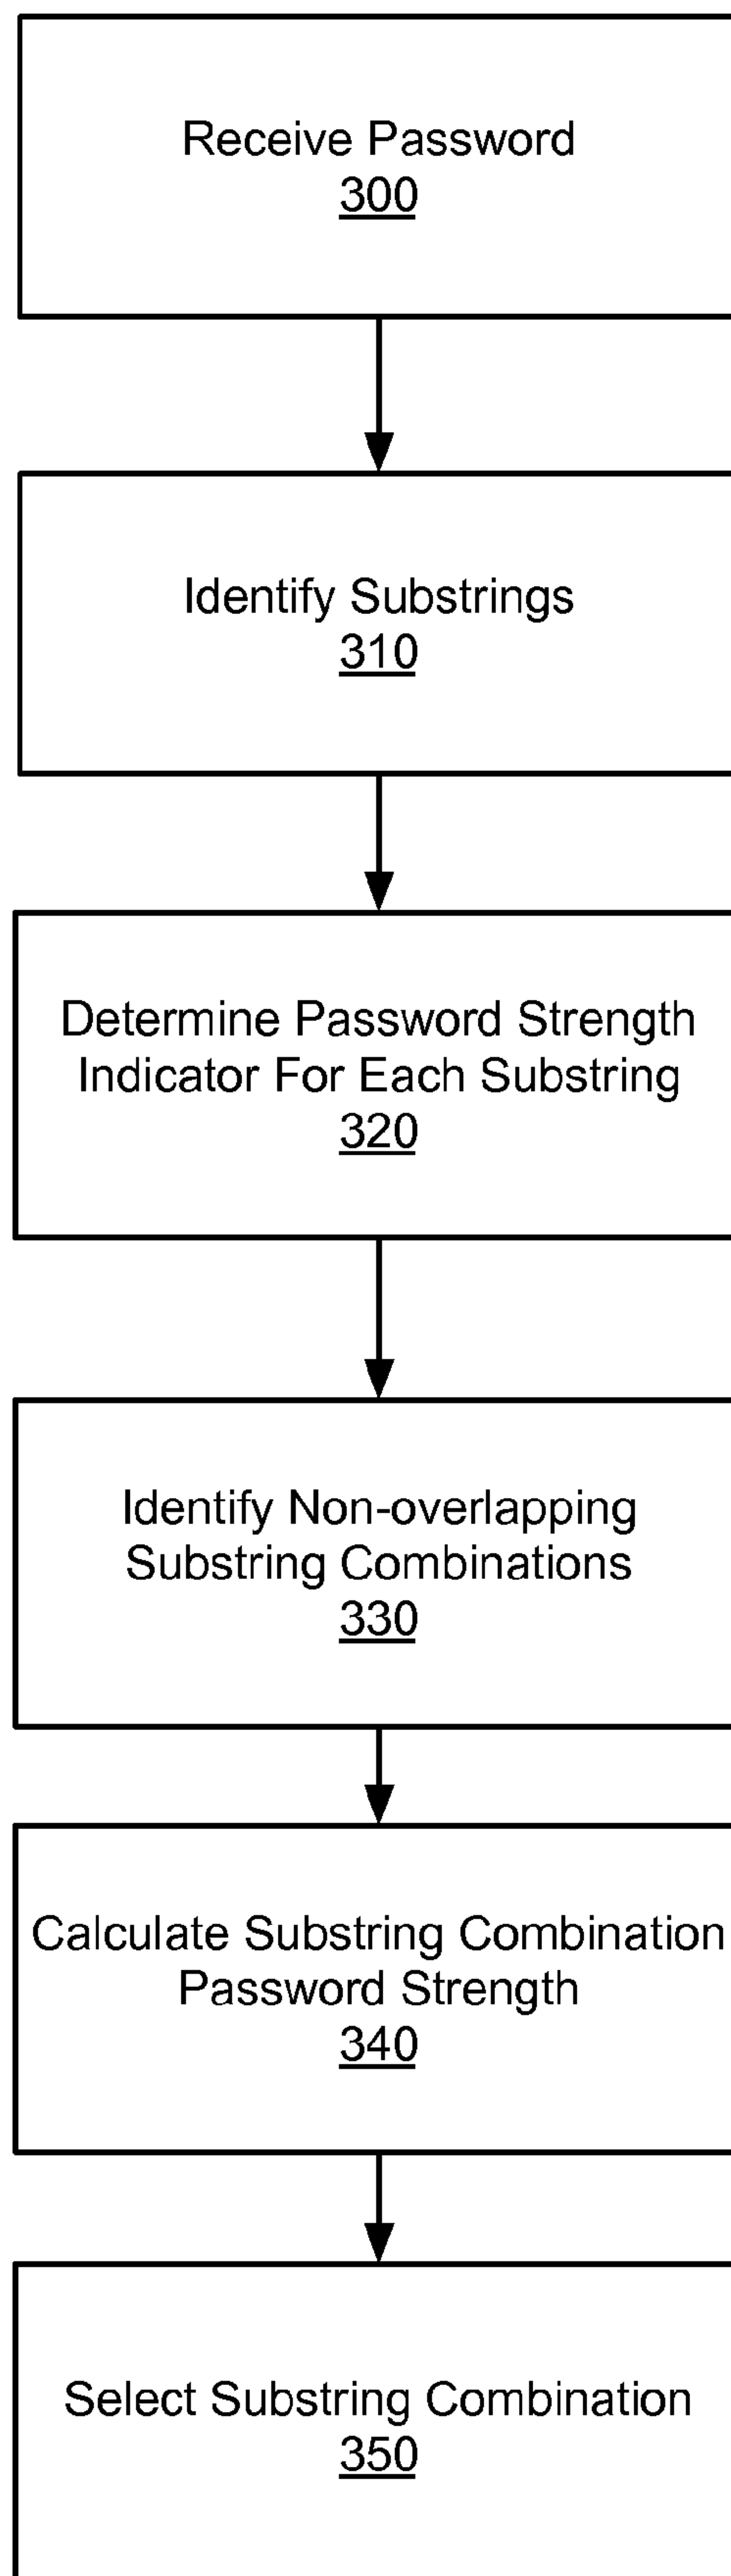 Receive Password
300
Identify Substrings
310
Determine Password Strength
Indicator For Each Substring
320
Identify Non-overlapping
Substring Combinations
330
Calculate Substring Combination
Password Strength
340
Select Substring Combination
350